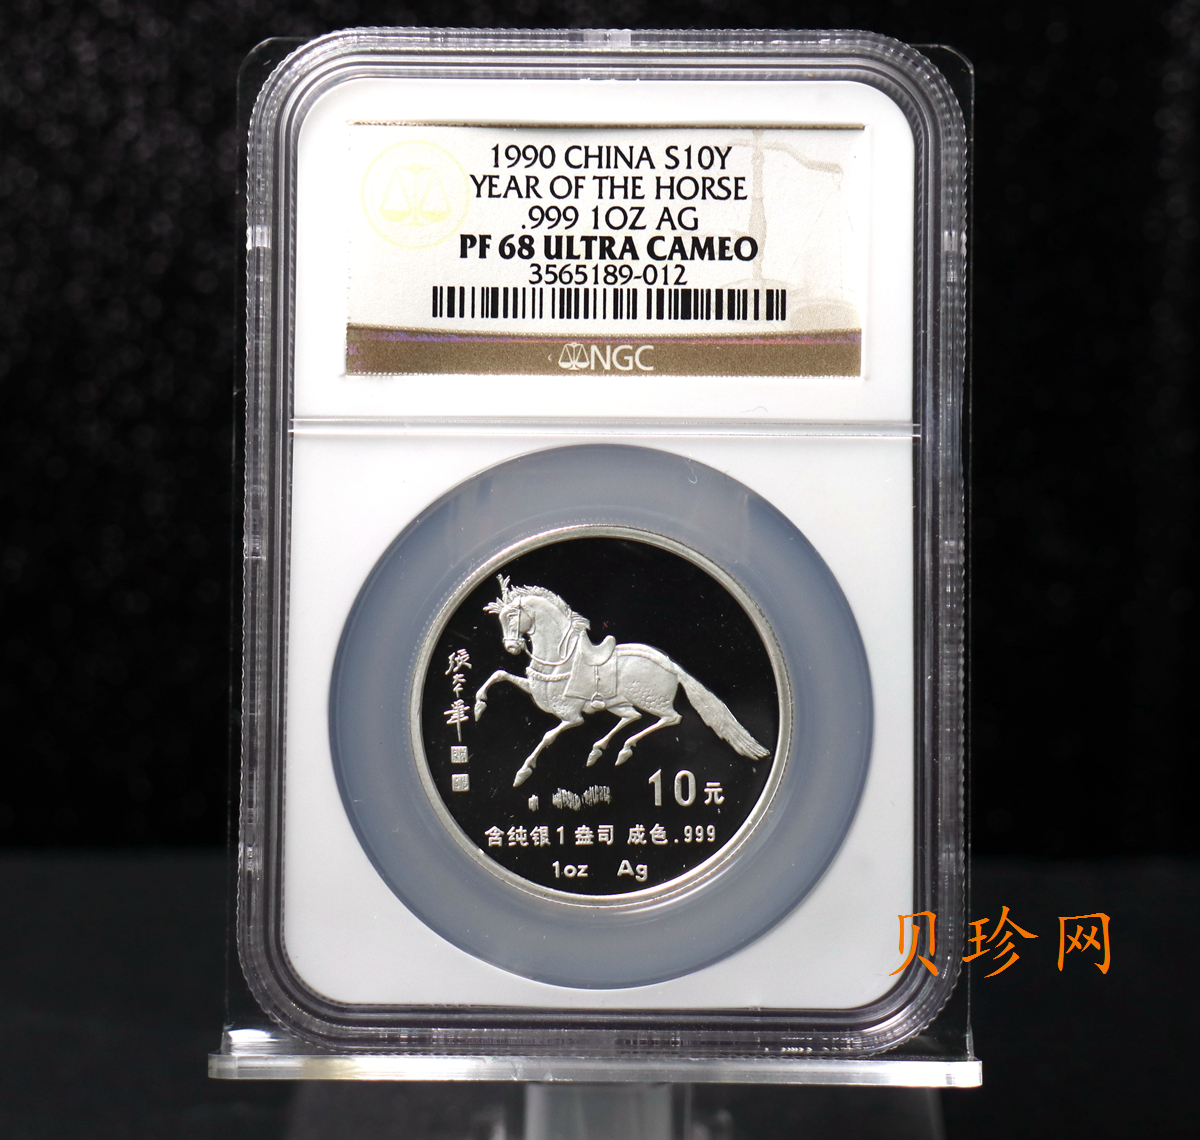 1990 CHINA S10Y
YEAR OF THE HORSE
.999 1OZ AG
PF 68 ULTRA CAMEO
3565189-012
NGC
10元
含纯银1盎司 成色.999
1oz Ag
贝珍网